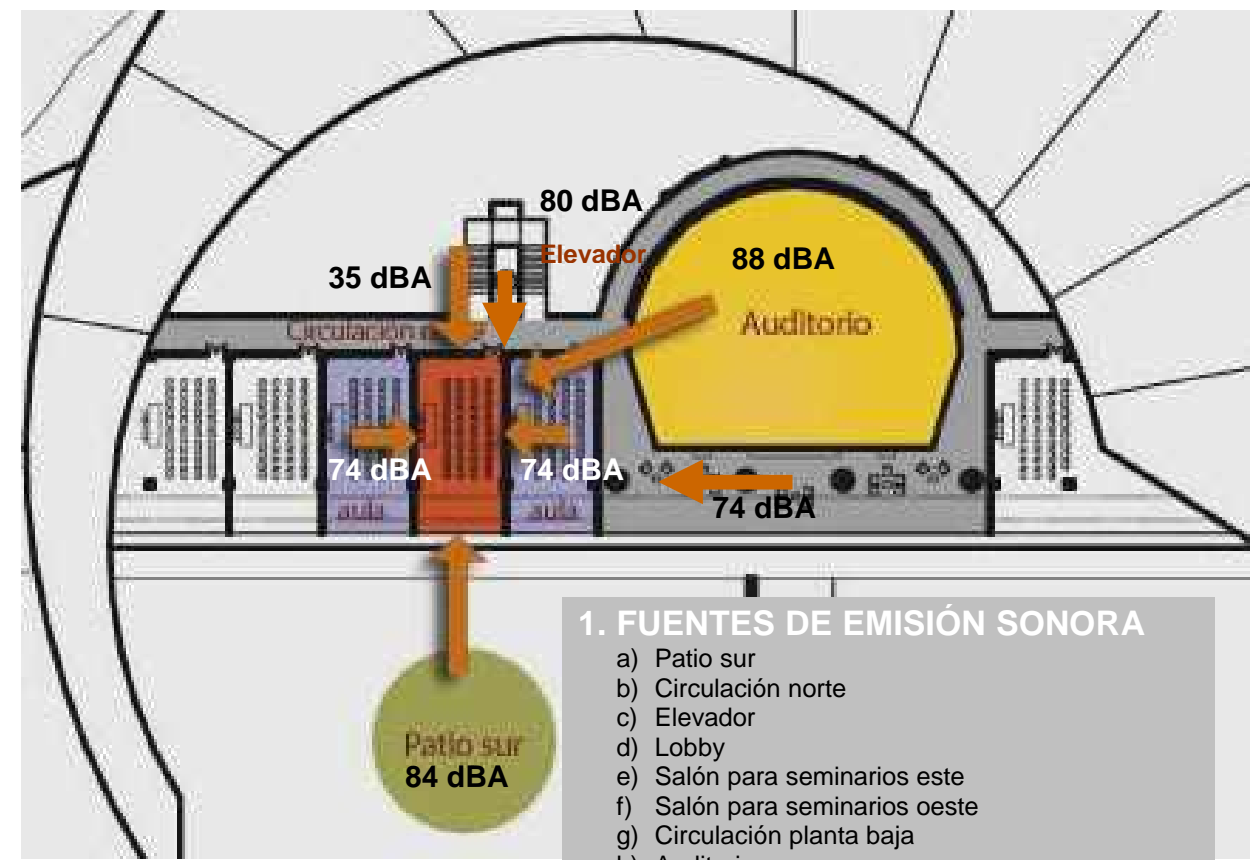 80 dBA
Elevador
88 dBA
35 dBA
Auditorio
Circulación
74 dBA
74 dBA
aula
aula
74 dBA
1. FUENTES DE EMISIÓN SONORA
a) Patio sur
b) Circulación norte
c) Elevador
d) Lobby
e) Salón para seminarios este
f) Salón para seminarios oeste
g) Circulación planta baja
Patio sur
84 dBA